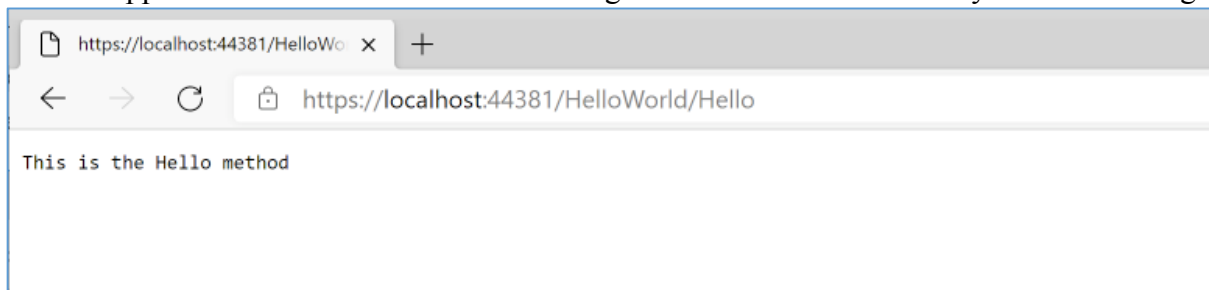 https://localhost:44381/HelloWo
https://localhost:44381/HelloWorld/Hello
This is the Hello method